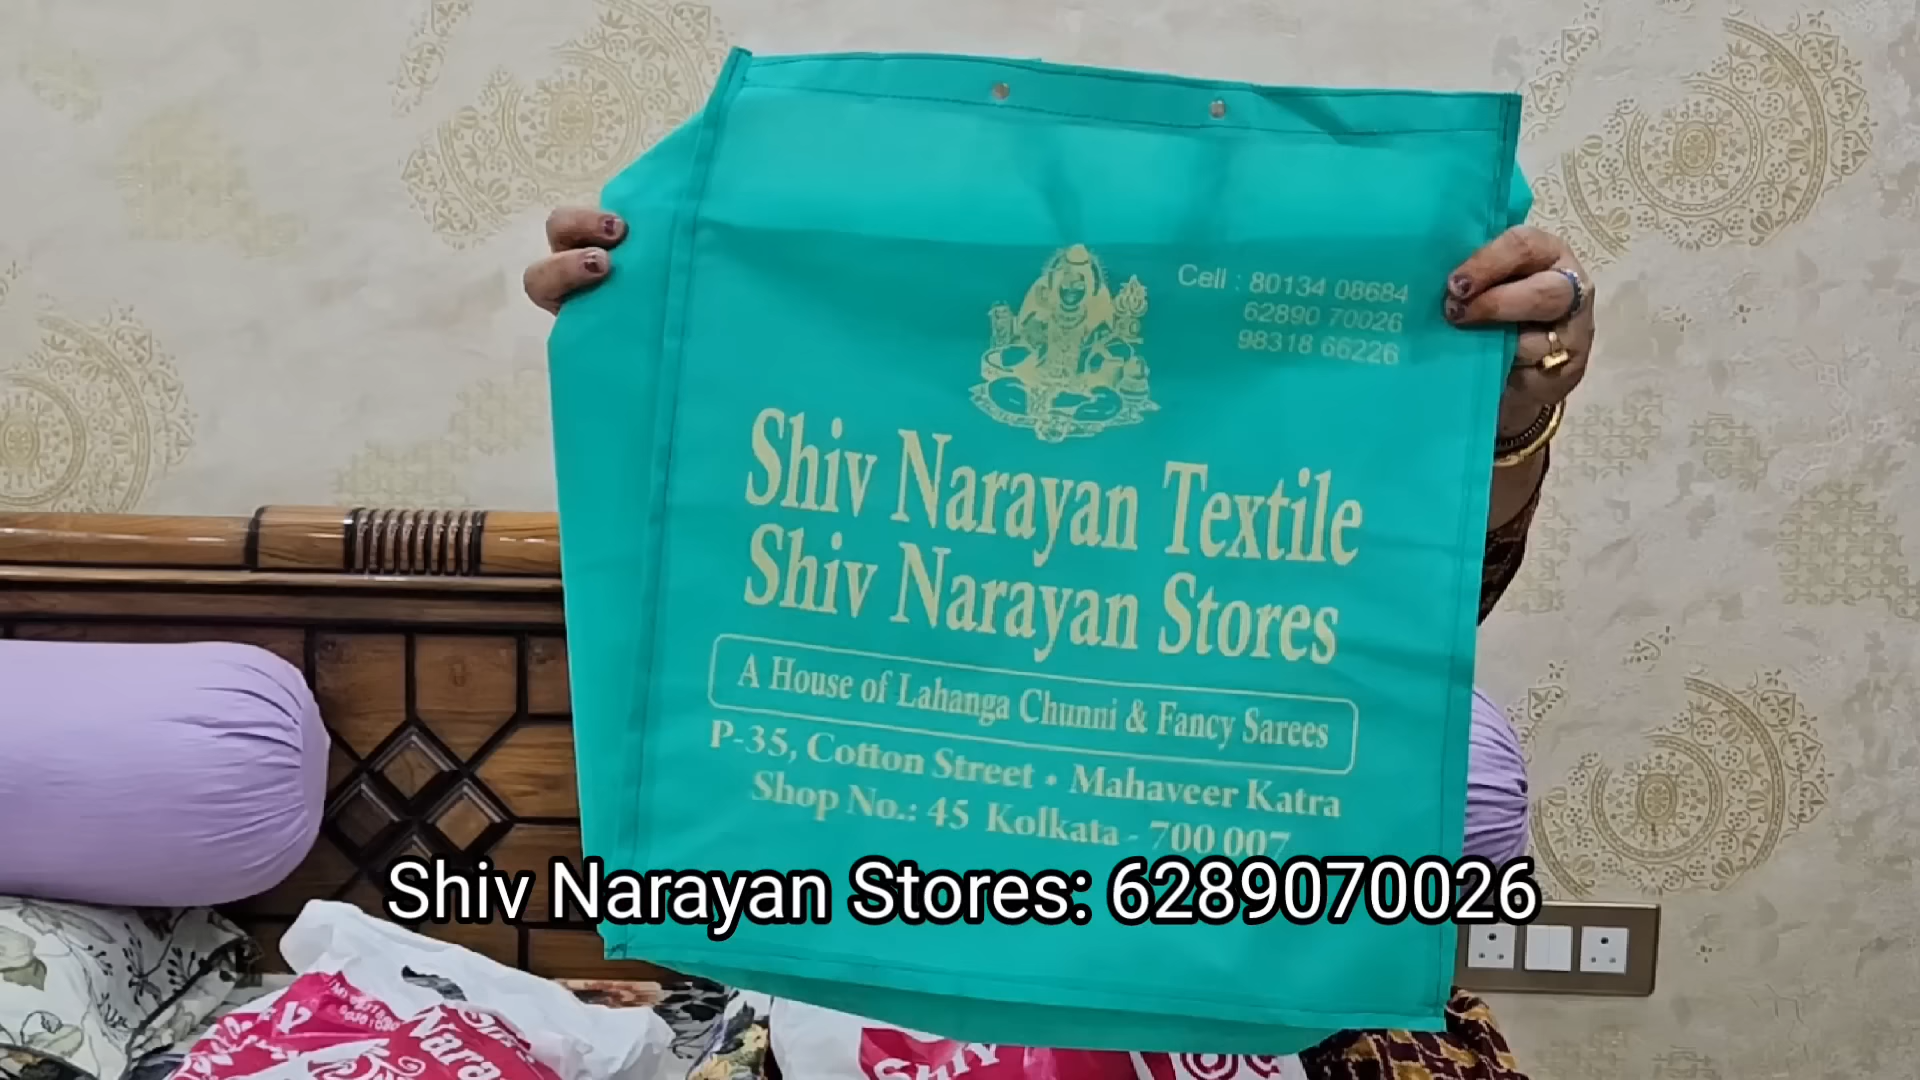 Cell : 80134 08684
62890 70026
98318 66226
Shiv Narayan Textile
Shiv Narayan Stores
A House of Lahanga Chunni & Fancy Sarees
P-35, Cotton Street • Mahaveer Katra
Shop No.: 45 Kolkata - 700 007
Shiv Narayan Stores: 6289070026